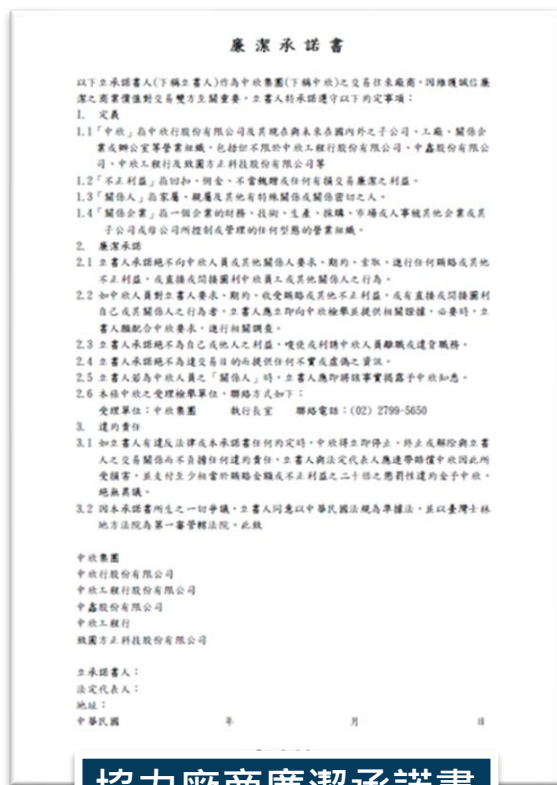 廉潔承諾書
以下立承諾書人(下稱立書人)作為中欣集團(下稱中欣)之交易往來廠商，因維護誠信廉
潔之商業價值對交易雙方至關重要，立書人特承諾遵守以下約定事項：
1. 定義
1.1「中欣」指中欣行股份有限公司及其現在與未來在國內外之子公司、工廠、關係企
業或辦公室等營業組織，包括但不限於中欣工程行股份有限公司、中鑫股份有限公
司、中欣工程行及致圓方正科技股份有限公司等
1.2「不正利益」指回扣、佣金、不當餽贈或任何有損交易廉潔之利益。
1.3「關係人」指家屬、親屬及其他有特殊關係或關係密切之人。
1.4「關係企業」指一個企業的財務、技術、生產、採購、市場或人事被其他企業或其
子公司或母公司所控制或管理的任何型態的營業組織。
2. 廉潔承諾
2.1 立書人承諾絕不向中欣人員或其他關係人要求、期約、索取、進行任何賄賂或其他
不正利益，或直接或間接圖利中欣員工或其他關係人之行為。
2.2 如中欣人員對立書人要求、期約、收受賄賂或其他不正利益，或有直接或間接圖利
自己或其關係人之行為者，立書人應立即向中欣檢舉並提供相關證據，必要時，立
書人願配合中欣要求，進行相關調查。
2.3 立書人承諾絕不為自己或他人之利益，唆使或利誘中欣人員離職或違背職務。
2.4 立書人承諾絕不為達交易目的而提供任何不實或虛偽之資訊。
2.5 立書人若為中欣人員之「關係人」時，立書人應即將該事實揭露予中欣知悉。
2.6 本條中欣之受理檢舉單位，聯絡方式如下：
受理單位：中欣集團 執行長室 聯絡電話：(02) 2799-5650
3. 違約責任
3.1 如立書人有違反法律或本承諾書任何約定時，中欣得立即停止、終止或解除與立書
人之交易關係而不負擔任何違約責任，立書人與法定代表人應連帶賠償中欣因此所
受損害，並支付至少相當於賄賂金額或不正利益之二十倍之懲罰性違約金予中欣，
絕無異議。
3.2 因本承諾書所生之一切爭議，立書人同意以中華民國法規為準據法，並以臺灣士林
地方法院為第一審管轄法院。此致
中欣集團
中欣行股份有限公司
中欣工程行股份有限公司
中鑫股份有限公司
中欣工程行
致圓方正科技股份有限公司
立承諾書人：
法定代表人：
地址：
中華民國 年 月 日
協力廠商廉潔承諾書